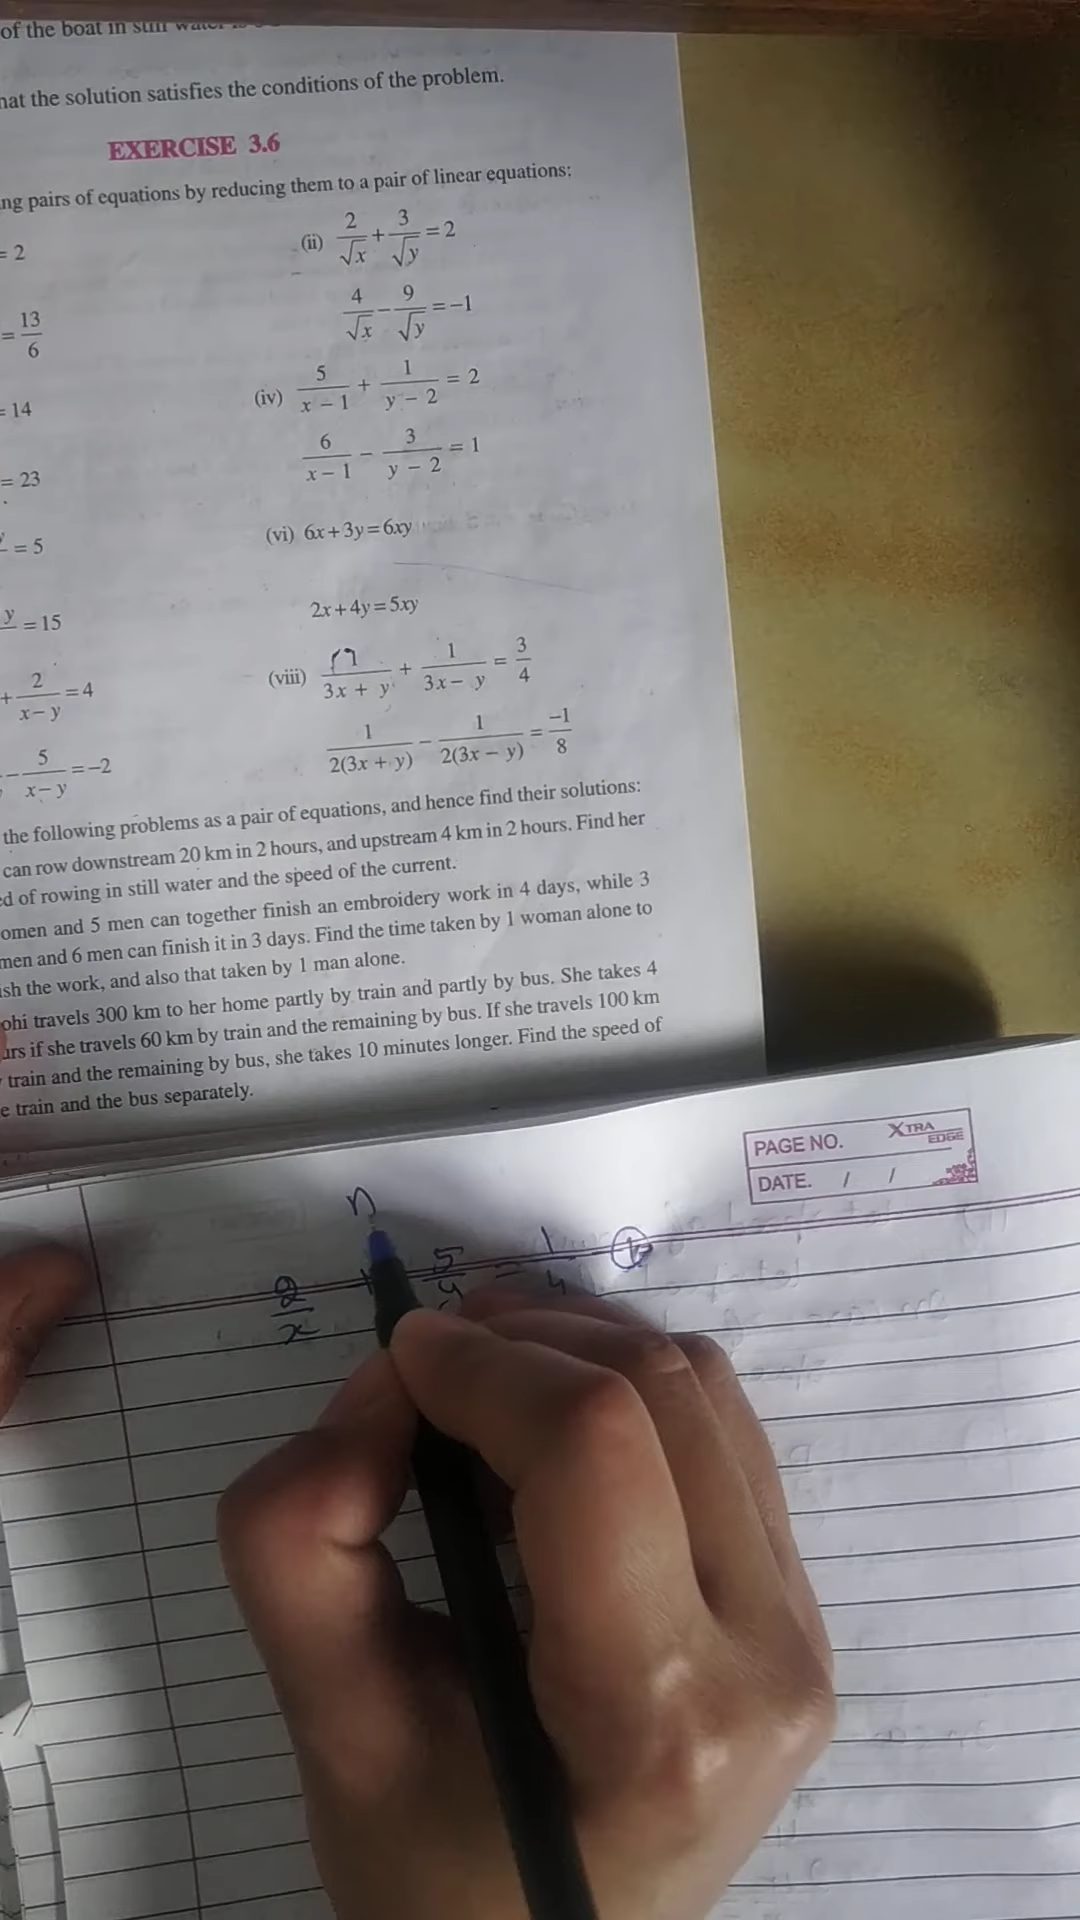 of the boat in still water is
hat the solution satisfies the conditions of the problem.
EXERCISE 3.6
ng pairs of equations by reducing them to a pair of linear equations:
= 2
(ii) 2/√x + 3/√y = 2
= 13/6
4/√x − 9/√y = −1
= 14
(iv) 5/(x − 1) + 1/(y − 2) = 2
= 23
6/(x − 1) − 3/(y − 2) = 1
= 5
(vi) 6x + 3y = 6xy
y = 15
2x + 4y = 5xy
+ 2/(x − y) = 4
(viii) /(3x + y) + 1/(3x − y) = 3/4
− 5/(x − y) = −2
1/2(3x + y) − 1/2(3x − y) = −1/8
the following problems as a pair of equations, and hence find their solutions:
can row downstream 20 km in 2 hours, and upstream 4 km in 2 hours. Find her
ed of rowing in still water and the speed of the current.
omen and 5 men can together finish an embroidery work in 4 days, while 3
men and 6 men can finish it in 3 days. Find the time taken by 1 woman alone to
ish the work, and also that taken by 1 man alone.
ohi travels 300 km to her home partly by train and partly by bus. She takes 4
urs if she travels 60 km by train and the remaining by bus. If she travels 100 km
train and the remaining by bus, she takes 10 minutes longer. Find the speed of
e train and the bus separately.
PAGE NO.
XTRA EDGE
DATE. / /
n
2/x + 5/y = 1/4